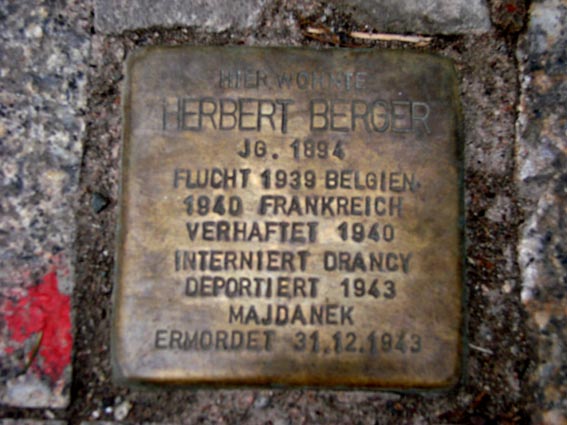 HIER WOHNTE
HERBERT BERGER
JG. 1894
FLUCHT 1939 BELGIEN
1940 FRANKREICH
VERHAFTET 1940
INTERNIERT DRANCY
DEPORTIERT 1943
MAJDANEK
ERMORDET 31.12.1943